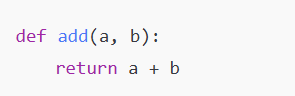 def add(a, b):
    return a + b